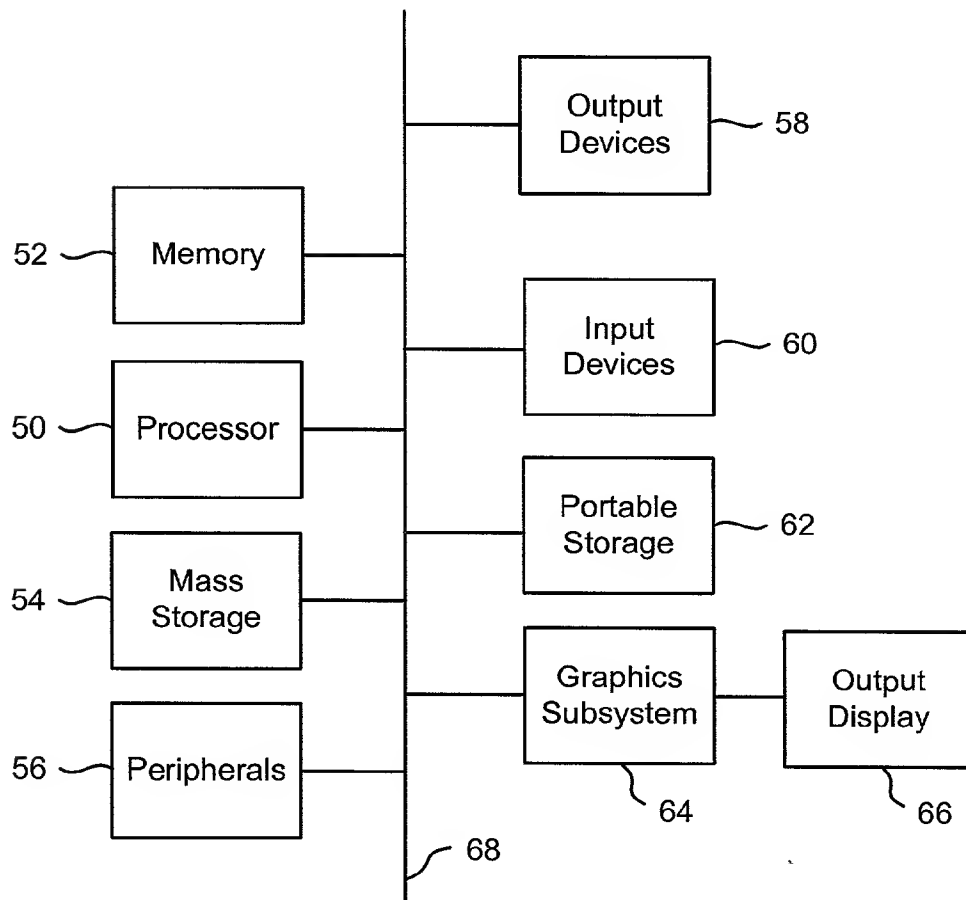 Output
Devices
58
52
Memory
Input
Devices
60
50
Processor
Portable
Storage
62
54
Mass
Storage
Graphics
Subsystem
Output
Display
56
Peripherals
64
66
68